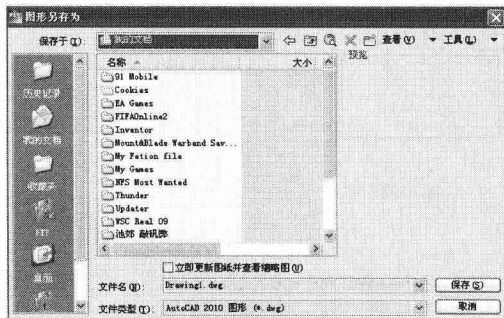 图形另存为
保存于(I):
我的文档
查看(V)
工具(L)
名称
大小
预览
历史记录
我的文档
收藏夹
FTP
桌面
91 Mobile
Cookies
EA Games
FIFAOnline2
Inventor
Mount&Blade Warband Sav...
My Fetion file
My Games
NFS Most Wanted
Thunder
Updater
WSC Real 09
立即更新图纸并查看缩略图(U)
文件名(N):
Drawing1.dwg
保存(S)
文件类型(T):
AutoCAD 2010 图形 (*.dwg)
取消